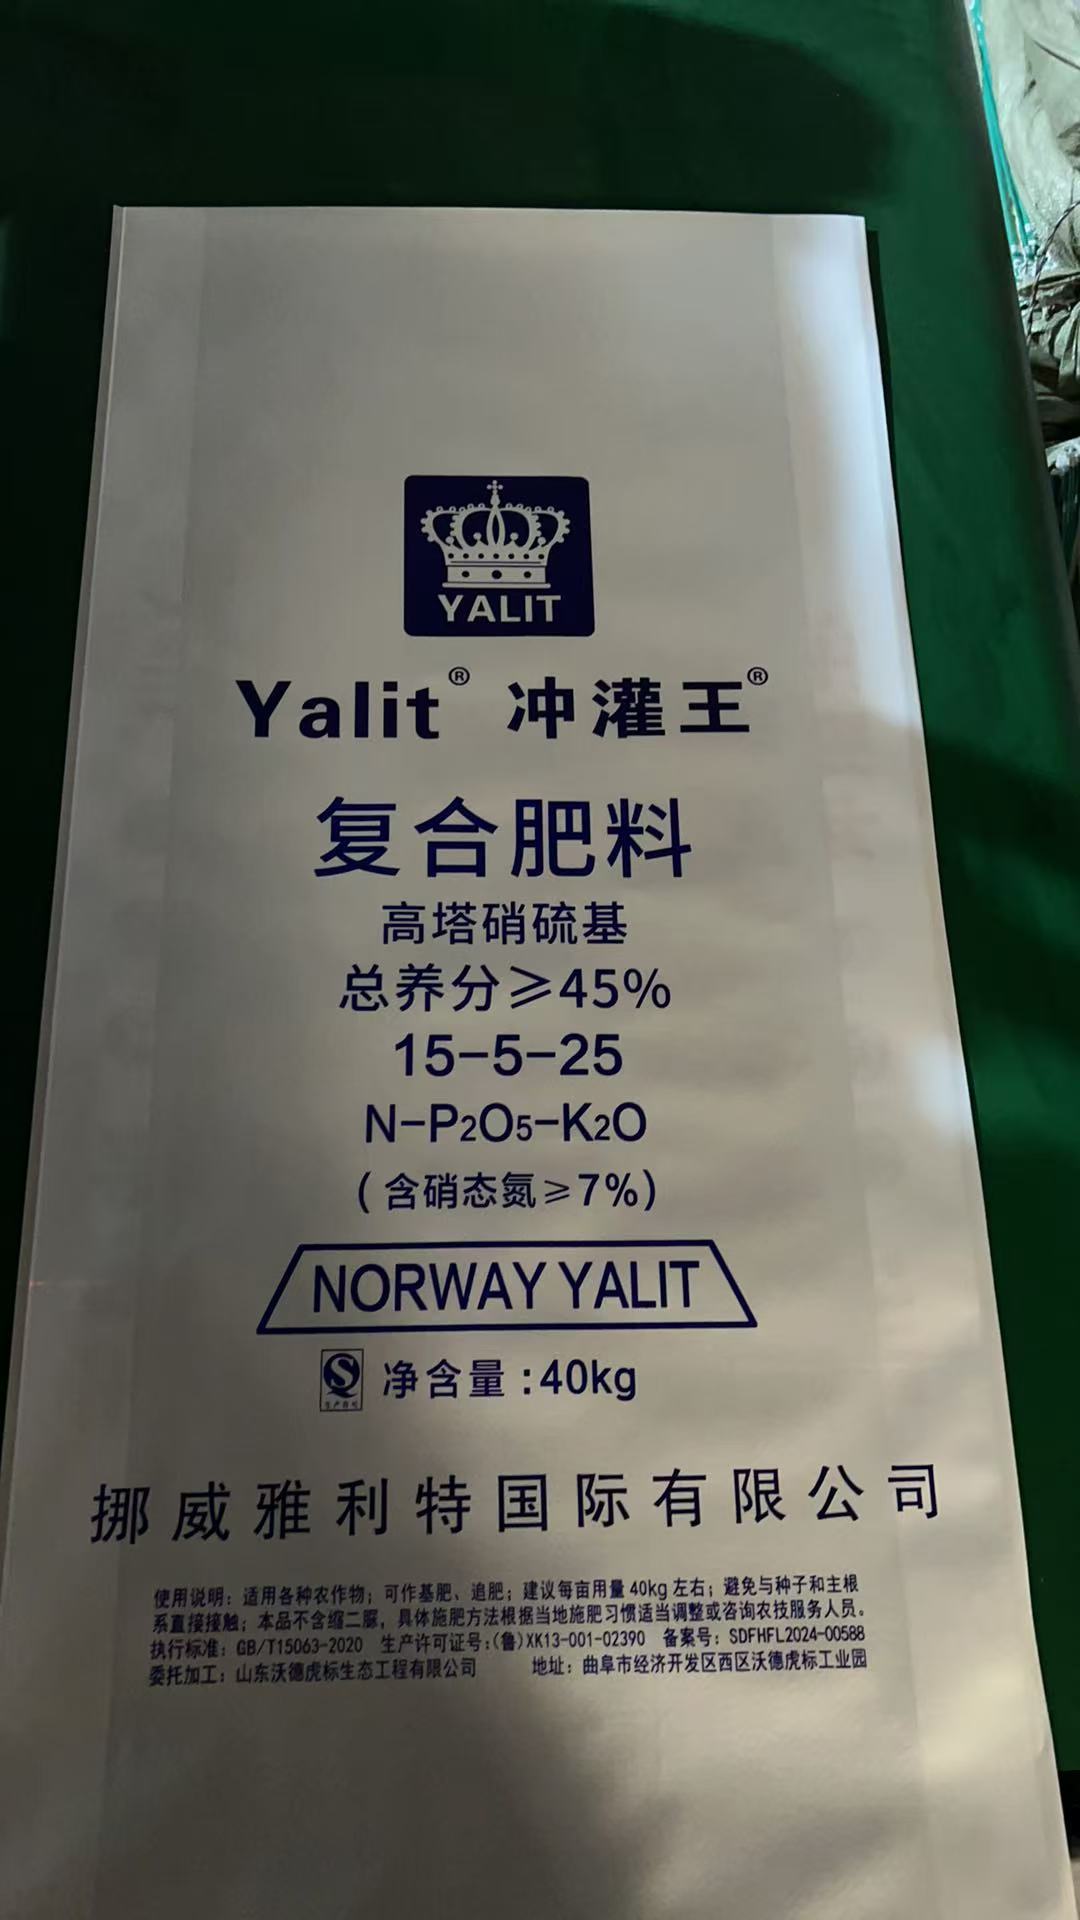 YALIT
Yalit® 冲灌王®
复合肥料
高塔硝硫基
总养分≥45%
15-5-25
N-P2O5-K2O
(含硝态氮≥7%)
NORWAY YALIT
净含量:40kg
挪威雅利特国际有限公司
使用说明：适用各种农作物；可作基肥、追肥；建议每亩用量40kg左右；避免与种子和主根
系直接接触；本品不含缩二脲，具体施肥方法根据当地施肥习惯适当调整或咨询农技服务人员。
执行标准：GB/T15063-2020 生产许可证号:(鲁)XK13-001-02390 备案号：SDFHFL2024-00588
委托加工：山东沃德虎标生态工程有限公司 地址：曲阜市经济开发区西区沃德虎标工业园